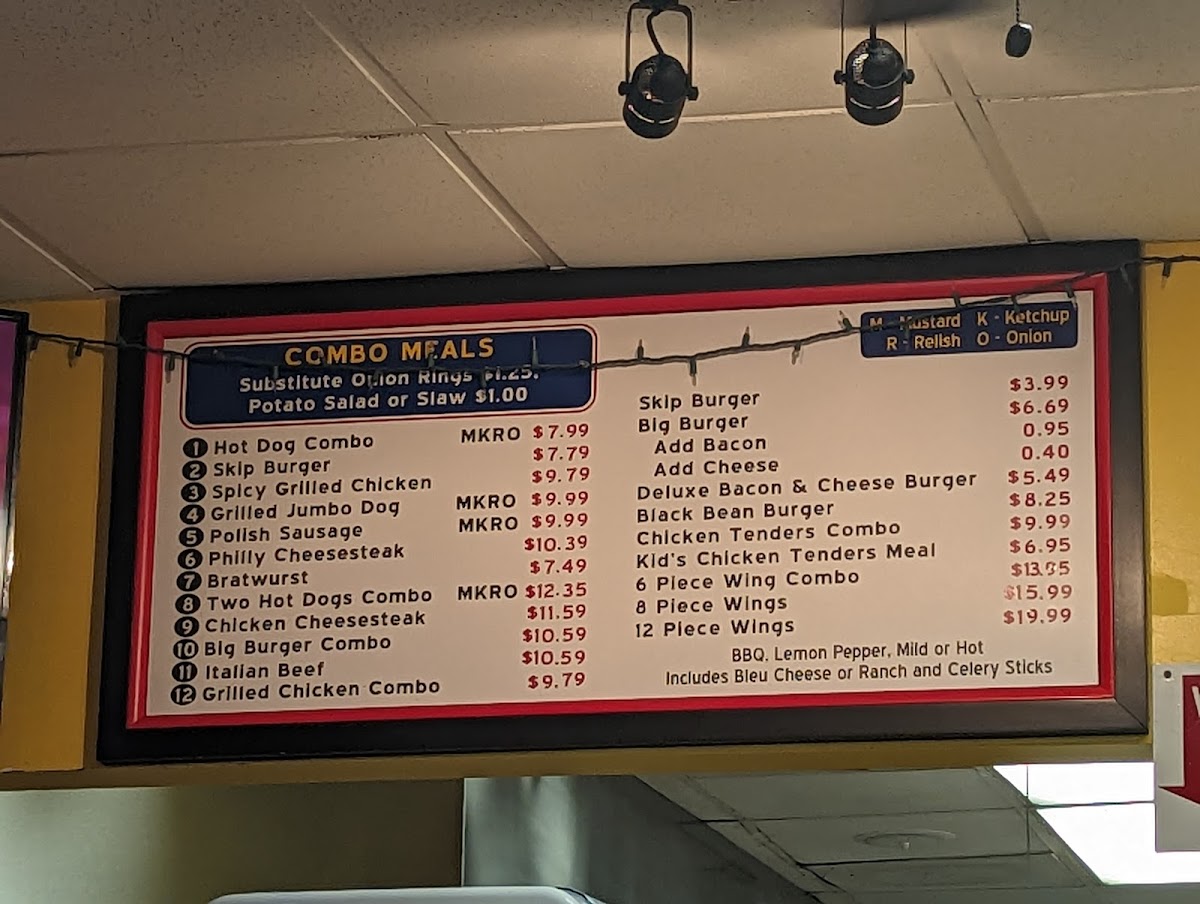 COMBO MEALS
Substitute Onion Rings $1.25.
Potato Salad or Slaw $1.00
1 Hot Dog Combo MKRO $7.99
2 Skip Burger $7.79
3 Spicy Grilled Chicken $9.79
4 Grilled Jumbo Dog MKRO $9.99
5 Polish Sausage MKRO $9.99
6 Philly Cheesesteak $10.39
7 Bratwurst $7.49
8 Two Hot Dogs Combo MKRO $12.35
9 Chicken Cheesesteak $11.59
10 Big Burger Combo $10.59
11 Italian Beef $10.59
12 Grilled Chicken Combo $9.79
M - Mustard K - Ketchup
R - Relish O - Onion
Skip Burger $3.99
Big Burger $6.69
Add Bacon 0.95
Add Cheese 0.40
Deluxe Bacon & Cheese Burger $5.49
Black Bean Burger $8.25
Chicken Tenders Combo $9.99
Kid's Chicken Tenders Meal $6.95
6 Piece Wing Combo
8 Piece Wings $15.99
12 Piece Wings $19.99
BBQ, Lemon Pepper, Mild or Hot
Includes Bleu Cheese or Ranch and Celery Sticks